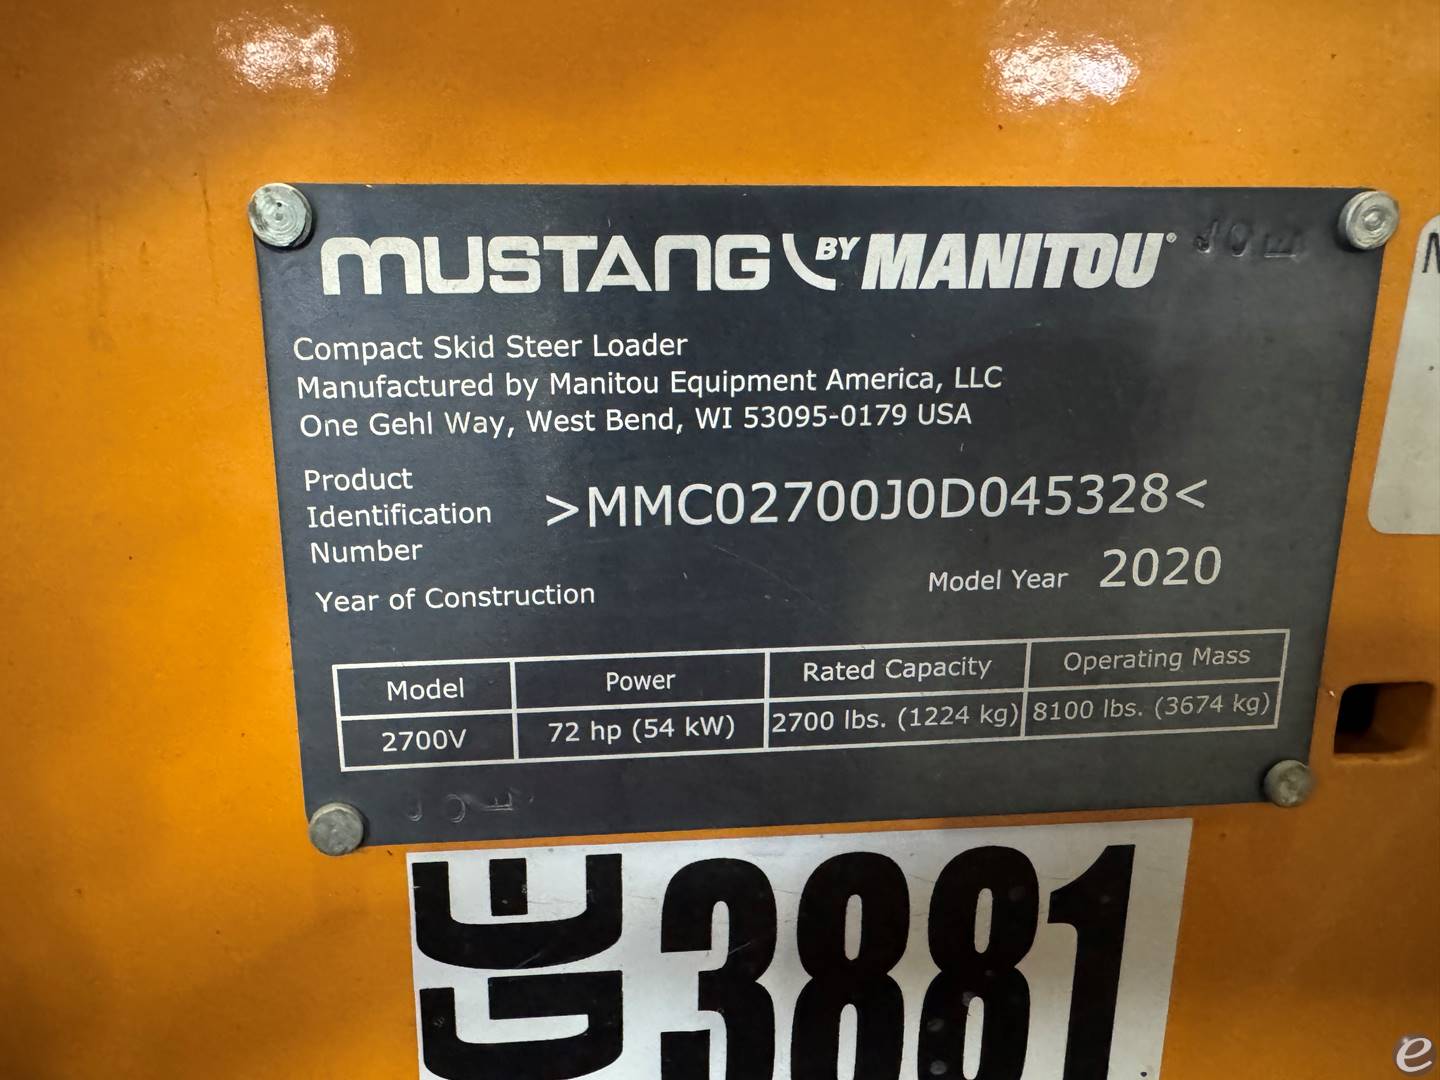 MUSTANG BY MANITOU®
Compact Skid Steer Loader
Manufactured by Manitou Equipment America, LLC
One Gehl Way, West Bend, WI 53095-0179 USA
Product
Identification
Number
>MMC02700J0D045328<
Year of Construction
Model Year 2020
Model Power Rated Capacity Operating Mass
2700V 72 hp (54 kW) 2700 lbs. (1224 kg) 8100 lbs. (3674 kg)
3881
e